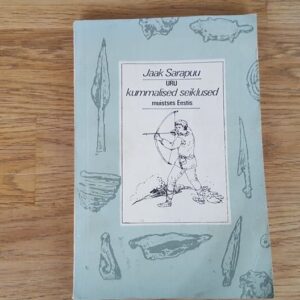 Jaak Sarapuu
URU
kummalised seiklused
muistses Eestis